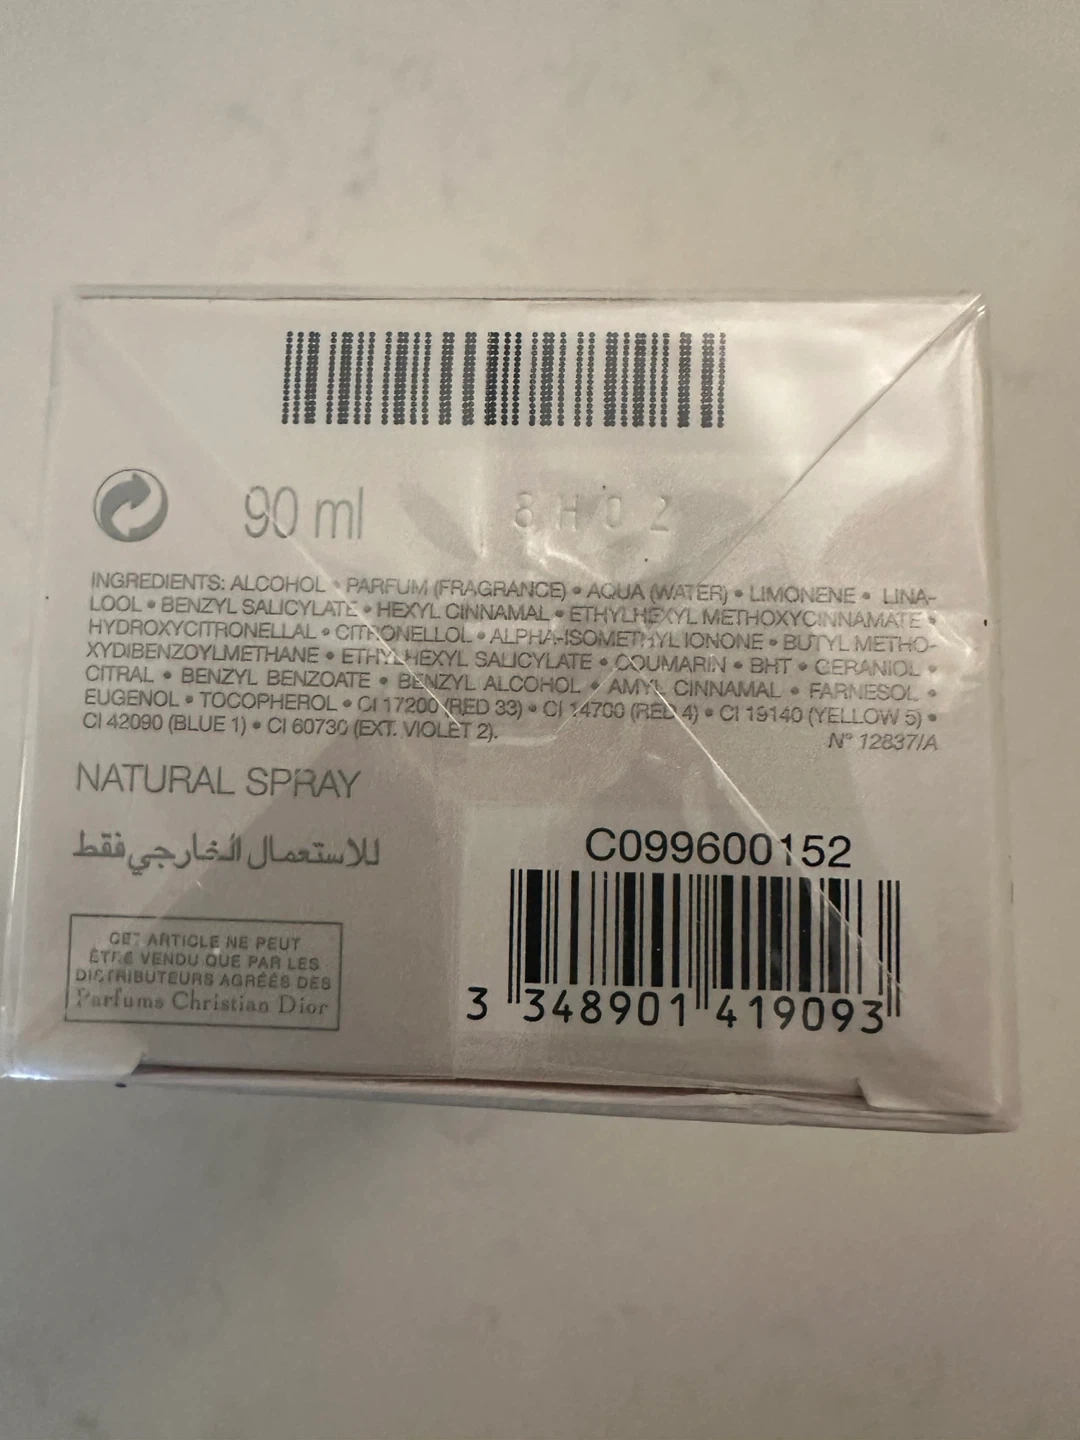 90 ml
8H02
INGREDIENTS: ALCOHOL • PARFUM (FRAGRANCE) • AQUA (WATER) • LIMONENE • LINA-
LOOL • BENZYL SALICYLATE • HEXYL CINNAMAL • ETHYLHEXYL METHOXYCINNAMATE •
HYDROXYCITRONELLAL • CITRONELLOL • ALPHA-ISOMETHYL IONONE • BUTYL METHO-
XYDIBENZOYLMETHANE • ETHYLHEXYL SALICYLATE • COUMARIN • BHT • GERANIOL •
CITRAL • BENZYL BENZOATE • BENZYL ALCOHOL • AMYL CINNAMAL • FARNESOL •
EUGENOL • TOCOPHEROL • CI 17200 (RED 33) • CI 14700 (RED 4) • CI 19140 (YELLOW 5) •
CI 42090 (BLUE 1) • CI 60730 (EXT. VIOLET 2).
N° 12837/A
NATURAL SPRAY
للاستعمال الخارجي فقط
CET ARTICLE NE PEUT
ÊTRE VENDU QUE PAR LES
DISTRIBUTEURS AGRÉÉS DES
Parfums Christian Dior
C099600152
3 348901 419093